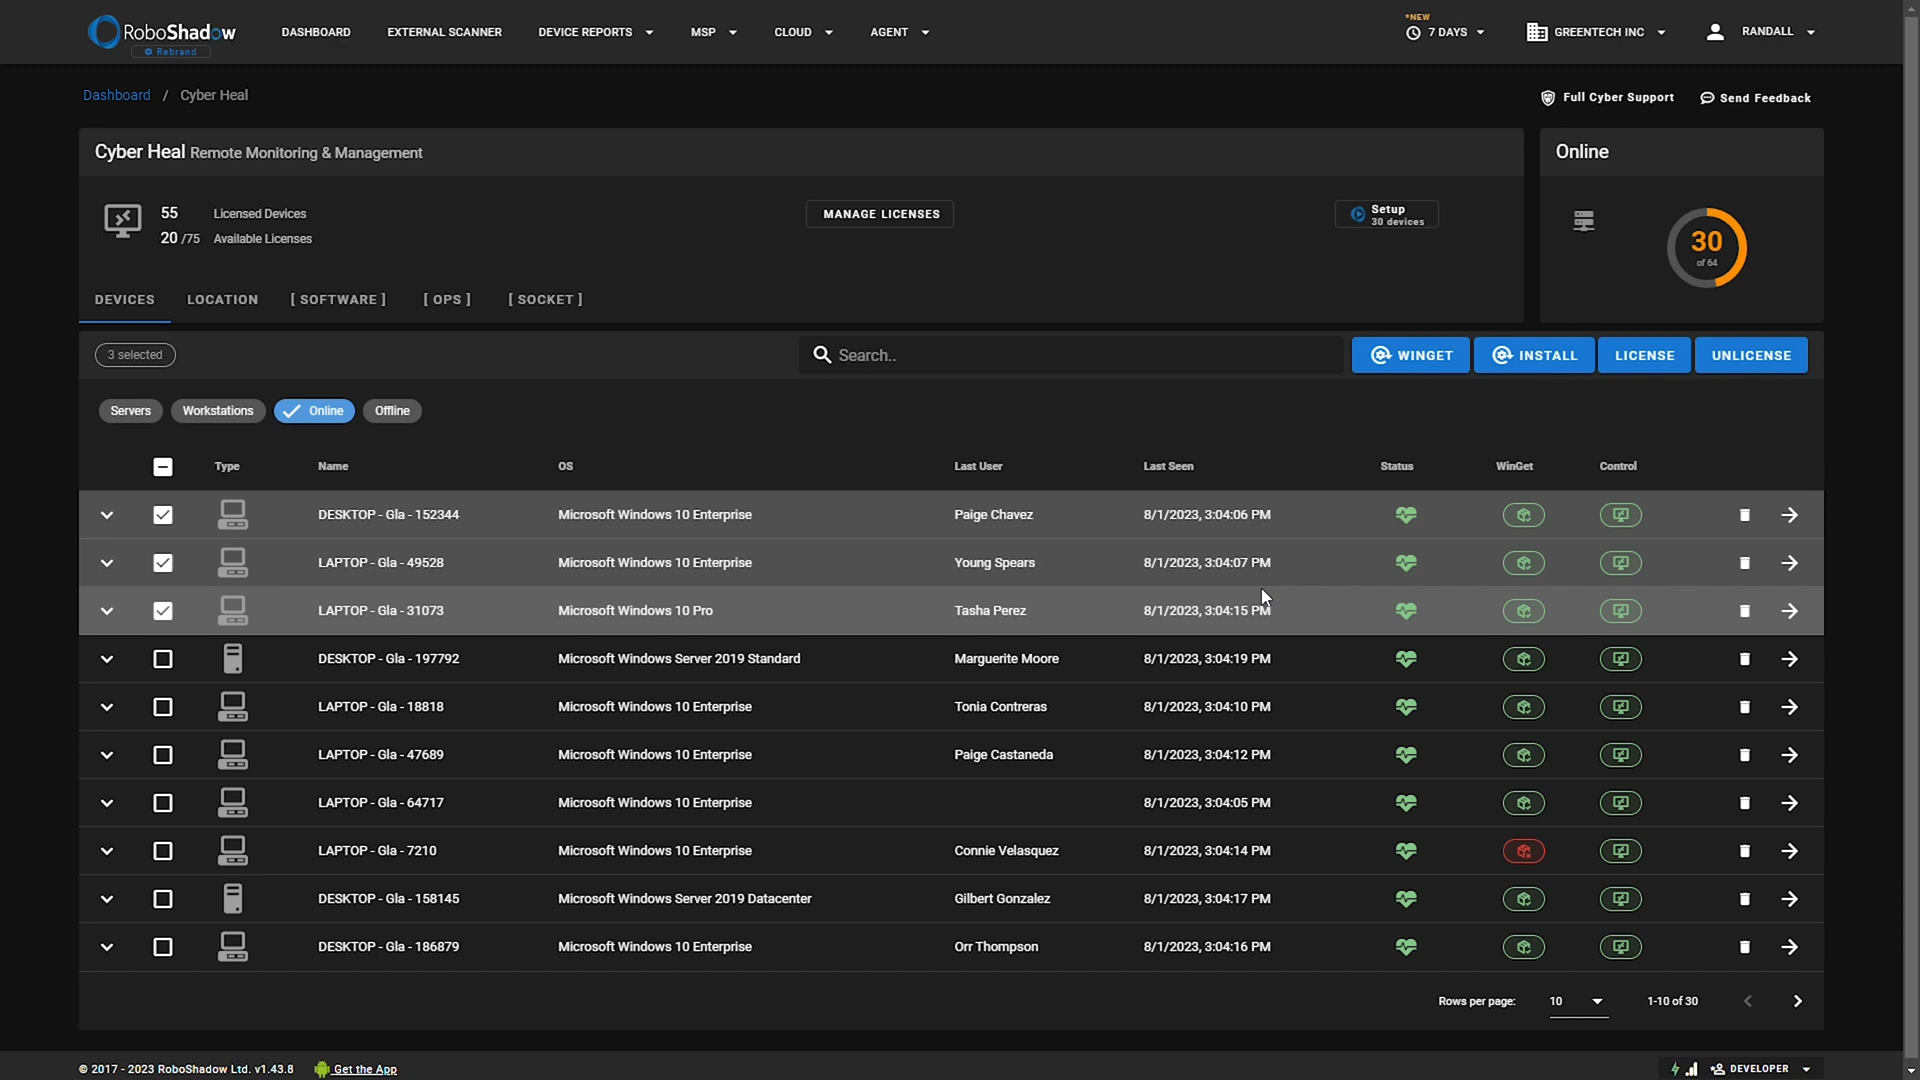 RoboShadow
Rebrand
DASHBOARD
EXTERNAL SCANNER
DEVICE REPORTS
MSP
CLOUD
AGENT
*NEW
7 DAYS
GREENTECH INC
RANDALL
Dashboard / Cyber Heal
Full Cyber Support
Send Feedback
Cyber Heal Remote Monitoring & Management
Online
55 Licensed Devices
20 /75 Available Licenses
MANAGE LICENSES
Setup
30 devices
30
of 64
DEVICES LOCATION [ SOFTWARE ] [ OPS ] [ SOCKET ]
3 selected
Search..
WINGET
INSTALL
LICENSE
UNLICENSE
Servers Workstations Online Offline
Type Name OS Last User Last Seen Status WinGet Control
DESKTOP - Gla - 152344 Microsoft Windows 10 Enterprise Paige Chavez 8/1/2023, 3:04:06 PM
LAPTOP - Gla - 49528 Microsoft Windows 10 Enterprise Young Spears 8/1/2023, 3:04:07 PM
LAPTOP - Gla - 31073 Microsoft Windows 10 Pro Tasha Perez 8/1/2023, 3:04:15 PM
DESKTOP - Gla - 197792 Microsoft Windows Server 2019 Standard Marguerite Moore 8/1/2023, 3:04:19 PM
LAPTOP - Gla - 18818 Microsoft Windows 10 Enterprise Tonia Contreras 8/1/2023, 3:04:10 PM
LAPTOP - Gla - 47689 Microsoft Windows 10 Enterprise Paige Castaneda 8/1/2023, 3:04:12 PM
LAPTOP - Gla - 64717 Microsoft Windows 10 Enterprise 8/1/2023, 3:04:05 PM
LAPTOP - Gla - 7210 Microsoft Windows 10 Enterprise Connie Velasquez 8/1/2023, 3:04:14 PM
DESKTOP - Gla - 158145 Microsoft Windows Server 2019 Datacenter Gilbert Gonzalez 8/1/2023, 3:04:17 PM
DESKTOP - Gla - 186879 Microsoft Windows 10 Enterprise Orr Thompson 8/1/2023, 3:04:16 PM
Rows per page: 10 1-10 of 30
© 2017 - 2023 RoboShadow Ltd. v1.43.8 Get the App
DEVELOPER